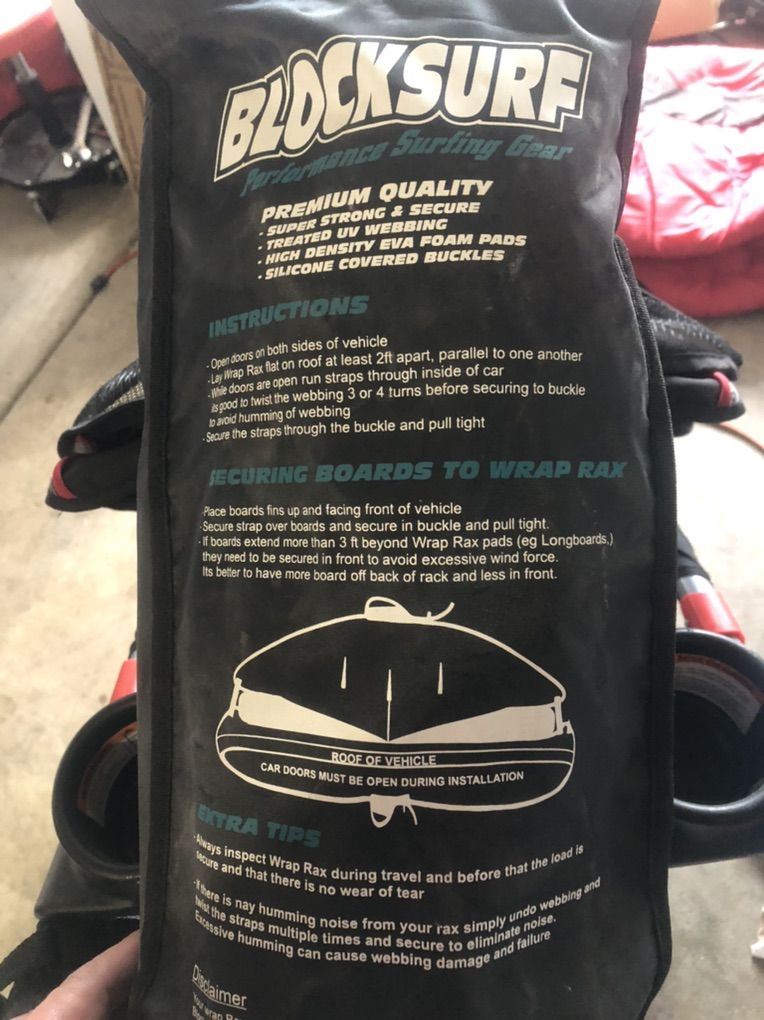 BLOCKSURF
Performance Surfing Gear
PREMIUM QUALITY
- SUPER STRONG & SECURE
- TREATED UV WEBBING
- HIGH DENSITY EVA FOAM PADS
- SILICONE COVERED BUCKLES
INSTRUCTIONS
- Open doors on both sides of vehicle
- Lay Wrap Rax flat on roof at least 2ft apart, parallel to one another
- While doors are open run straps through inside of car
its good to twist the webbing 3 or 4 turns before securing to buckle
to avoid humming of webbing
- Secure the straps through the buckle and pull tight
SECURING BOARDS TO WRAP RAX
- Place boards fins up and facing front of vehicle
- Secure strap over boards and secure in buckle and pull tight.
- If boards extend more than 3 ft beyond Wrap Rax pads (eg Longboards,)
they need to be secured in front to avoid excessive wind force.
Its better to have more board off back of rack and less in front.
ROOF OF VEHICLE
CAR DOORS MUST BE OPEN DURING INSTALLATION
EXTRA TIPS
- Always inspect Wrap Rax during travel and before that the load is
secure and that there is no wear of tear
- If there is nay humming noise from your rax simply undo webbing and
twist the straps multiple times and secure to eliminate noise.
Excessive humming can cause webbing damage and failure
Disclaimer
Your wrap